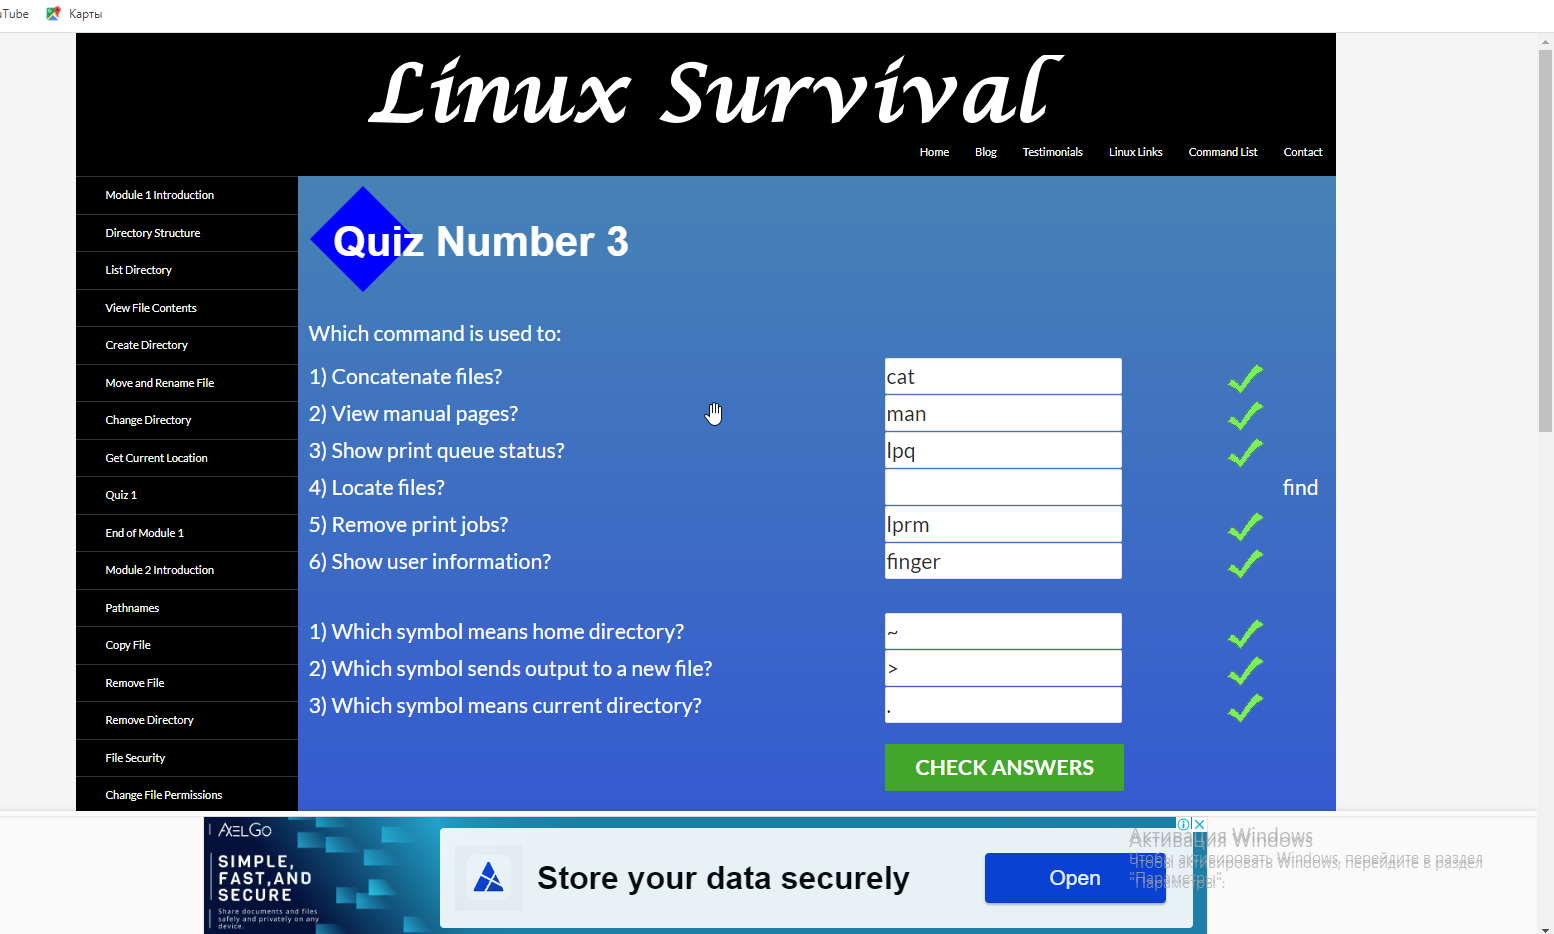 uTube Карты
Linux Survival
Home Blog Testimonials Linux Links Command List Contact
Module 1 Introduction
Directory Structure
List Directory
View File Contents
Create Directory
Move and Rename File
Change Directory
Get Current Location
Quiz 1
End of Module 1
Module 2 Introduction
Pathnames
Copy File
Remove File
Remove Directory
File Security
Change File Permissions
Quiz Number 3
Which command is used to:
1) Concatenate files? cat
2) View manual pages? man
3) Show print queue status? lpq
4) Locate files? find
5) Remove print jobs? lprm
6) Show user information? finger
1) Which symbol means home directory? ~
2) Which symbol sends output to a new file? >
3) Which symbol means current directory? .
CHECK ANSWERS
AXELGO
SIMPLE,
FAST,AND
SECURE
Share documents and files
safely and privately on any
device.
Store your data securely
Open
Активация Windows
Чтобы активировать Windows, перейдите в раздел
"Параметры".